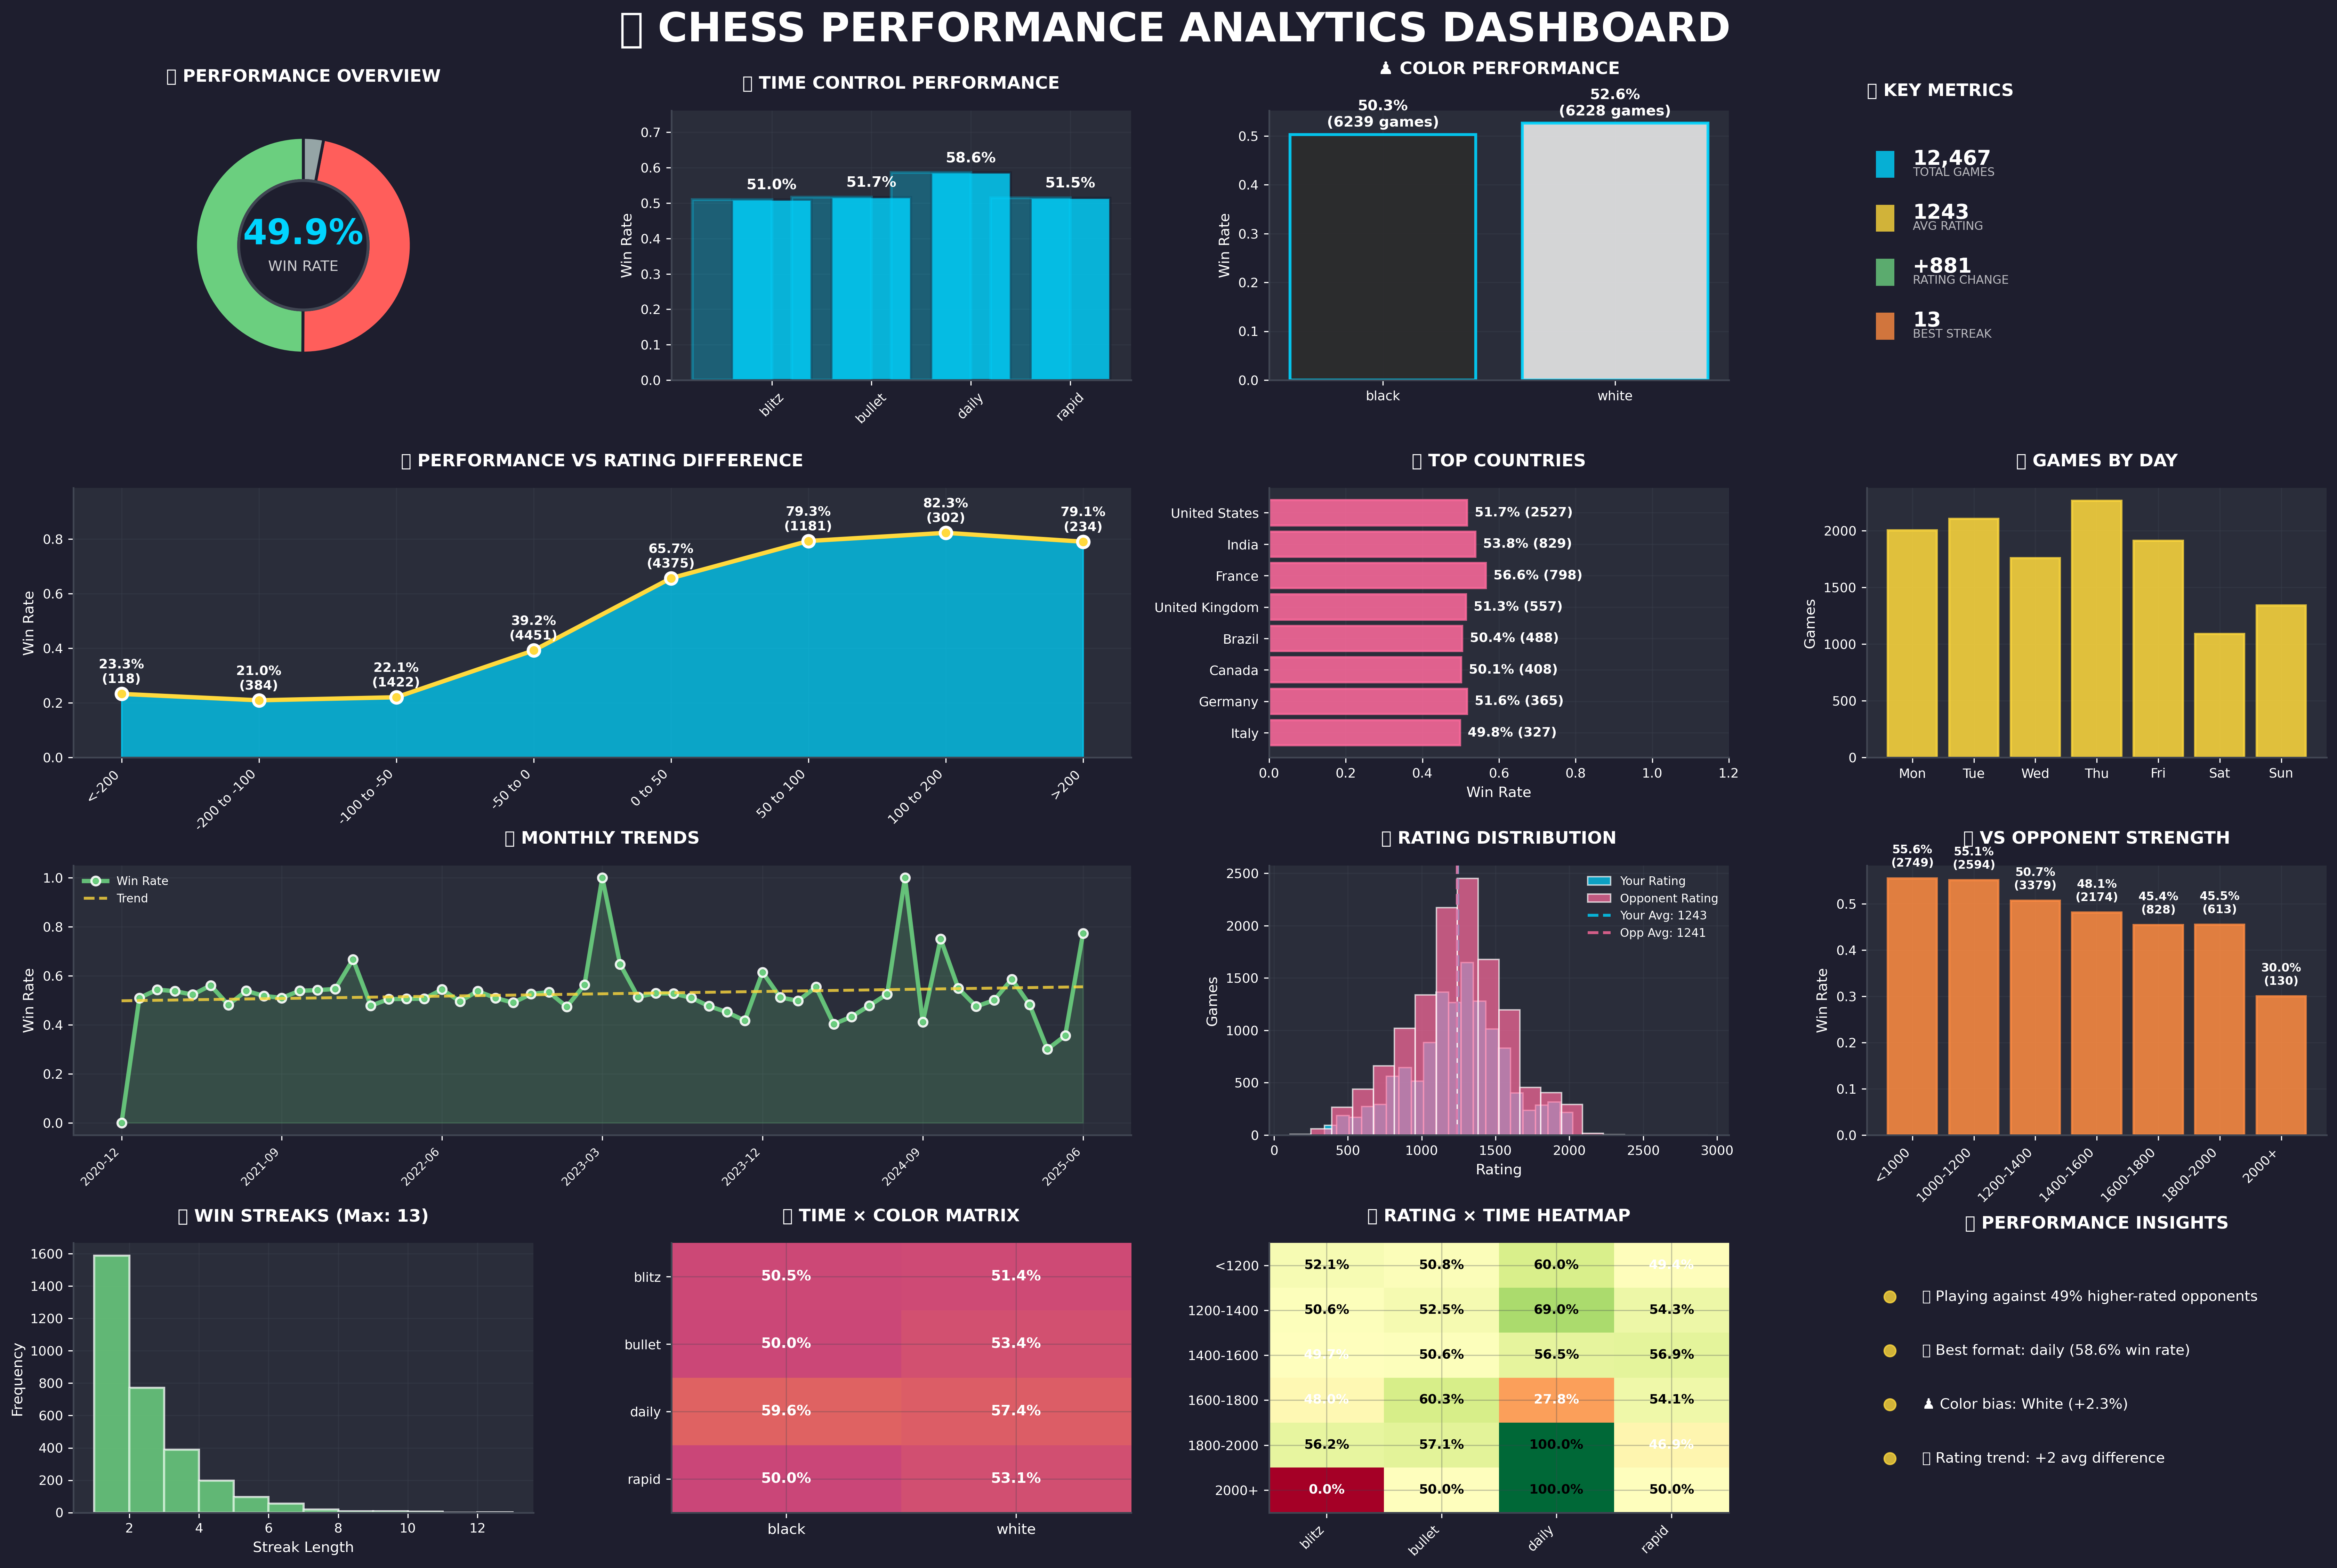 CHESS PERFORMANCE ANALYTICS DASHBOARD
PERFORMANCE OVERVIEW
49.9%
WIN RATE
TIME CONTROL PERFORMANCE
Win Rate
0.7
0.6
0.5
0.4
0.3
0.2
0.1
0.0
51.0%
51.7%
58.6%
51.5%
blitz
bullet
daily
rapid
♟ COLOR PERFORMANCE
Win Rate
0.5
0.4
0.3
0.2
0.1
0.0
50.3%
(6239 games)
52.6%
(6228 games)
black
white
KEY METRICS
12,467
TOTAL GAMES
1243
AVG RATING
+881
RATING CHANGE
13
BEST STREAK
PERFORMANCE VS RATING DIFFERENCE
Win Rate
0.8
0.6
0.4
0.2
0.0
23.3%
(118)
21.0%
(384)
22.1%
(1422)
39.2%
(4451)
65.7%
(4375)
79.3%
(1181)
82.3%
(302)
79.1%
(234)
<-200
-200 to -100
-100 to -50
-50 to 0
0 to 50
50 to 100
100 to 200
>200
TOP COUNTRIES
United States
51.7% (2527)
India
53.8% (829)
France
56.6% (798)
United Kingdom
51.3% (557)
Brazil
50.4% (488)
Canada
50.1% (408)
Germany
51.6% (365)
Italy
49.8% (327)
0.0
0.2
0.4
0.6
0.8
1.0
1.2
Win Rate
GAMES BY DAY
Games
2000
1500
1000
500
0
Mon
Tue
Wed
Thu
Fri
Sat
Sun
MONTHLY TRENDS
Win Rate
1.0
0.8
0.6
0.4
0.2
0.0
Win Rate
Trend
2020-12
2021-09
2022-06
2023-03
2023-12
2024-09
2025-06
RATING DISTRIBUTION
Games
2500
2000
1500
1000
500
0
Your Rating
Opponent Rating
Your Avg: 1243
Opp Avg: 1241
0
500
1000
1500
2000
2500
3000
Rating
VS OPPONENT STRENGTH
Win Rate
0.5
0.4
0.3
0.2
0.1
0.0
55.6%
(2749)
55.1%
(2594)
50.7%
(3379)
48.1%
(2174)
45.4%
(828)
45.5%
(613)
30.0%
(130)
<1000
1000-1200
1200-1400
1400-1600
1600-1800
1800-2000
2000+
WIN STREAKS (Max: 13)
Frequency
1600
1400
1200
1000
800
600
400
200
0
2
4
6
8
10
12
Streak Length
TIME × COLOR MATRIX
blitz
50.5%
51.4%
bullet
50.0%
53.4%
daily
59.6%
57.4%
rapid
50.0%
53.1%
black
white
RATING × TIME HEATMAP
<1200
52.1%
50.8%
60.0%
1200-1400
50.6%
52.5%
69.0%
54.3%
1400-1600
50.6%
56.5%
56.9%
1600-1800
48.0%
60.3%
27.8%
54.1%
1800-2000
56.2%
57.1%
100.0%
46.9%
2000+
0.0%
50.0%
100.0%
50.0%
blitz
bullet
daily
rapid
PERFORMANCE INSIGHTS
Playing against 49% higher-rated opponents
Best format: daily (58.6% win rate)
♟ Color bias: White (+2.3%)
Rating trend: +2 avg difference